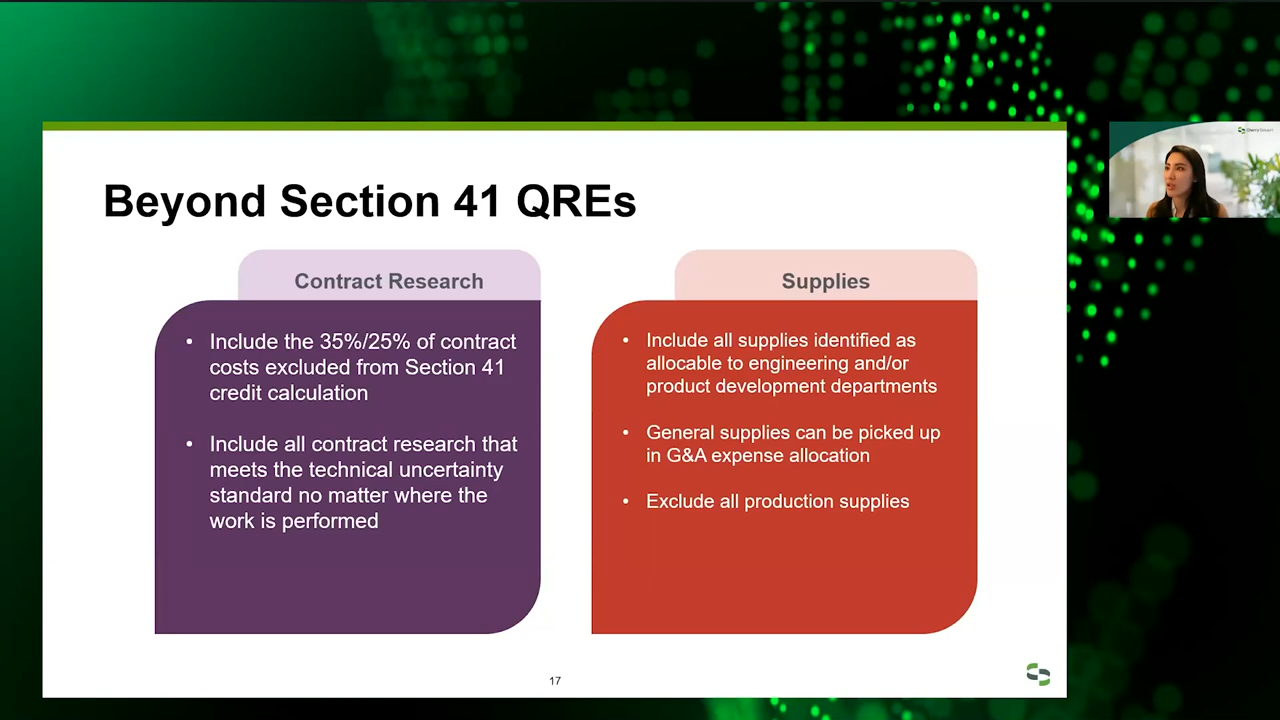 Beyond Section 41 QREs
Contract Research
• Include the 35%/25% of contract
costs excluded from Section 41
credit calculation
• Include all contract research that
meets the technical uncertainty
standard no matter where the
work is performed
Supplies
• Include all supplies identified as
allocable to engineering and/or
product development departments
• General supplies can be picked up
in G&A expense allocation
• Exclude all production supplies
17